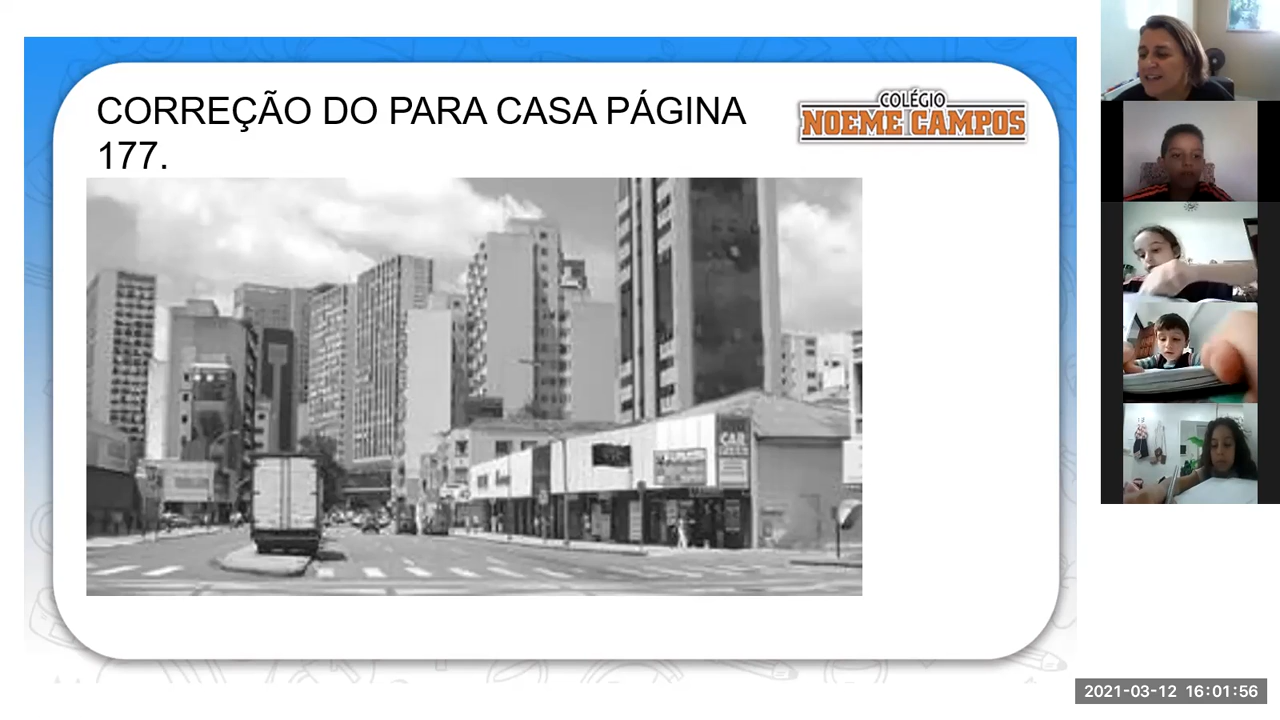 CORREÇÃO DO PARA CASA PÁGINA
177.
COLÉGIO
NOEME CAMPOS
CAR
2021-03-12 16:01:56